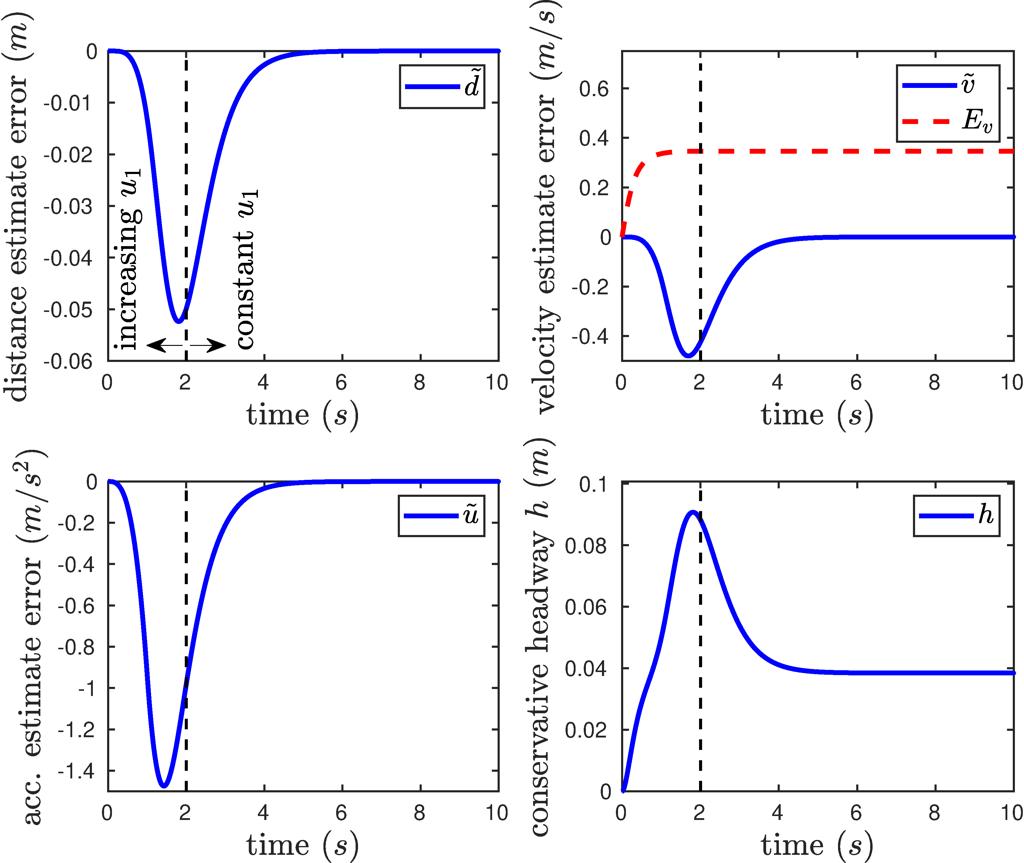 distance estimate error (m)
0
-0.01
-0.02
-0.03
-0.04
-0.05
-0.06
d̃
increasing u₁
constant u₁
0 2 4 6 8 10
time (s)
velocity estimate error (m/s)
0.6
0.4
0.2
0
-0.2
-0.4
ṽ
Eᵥ
0 2 4 6 8 10
time (s)
acc. estimate error (m/s²)
0
-0.2
-0.4
-0.6
-0.8
-1
-1.2
-1.4
ũ
0 2 4 6 8 10
time (s)
conservative headway h (m)
0.1
0.08
0.06
0.04
0.02
0
h
0 2 4 6 8 10
time (s)